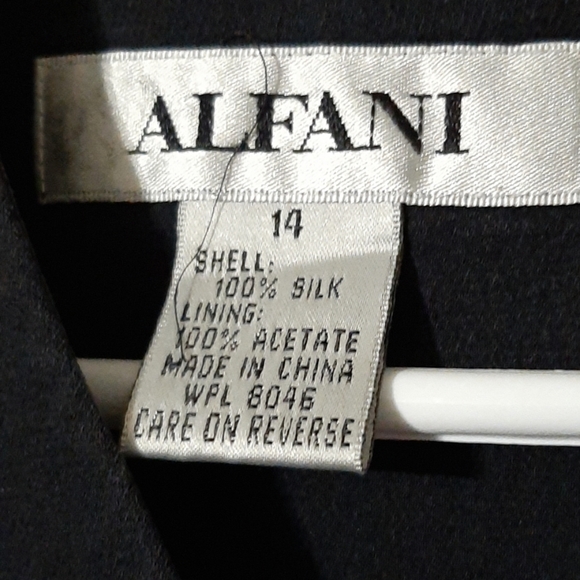 ALFANI
14
SHELL:
100% SILK
LINING:
100% ACETATE
MADE IN CHINA
WPL 8046
CARE ON REVERSE